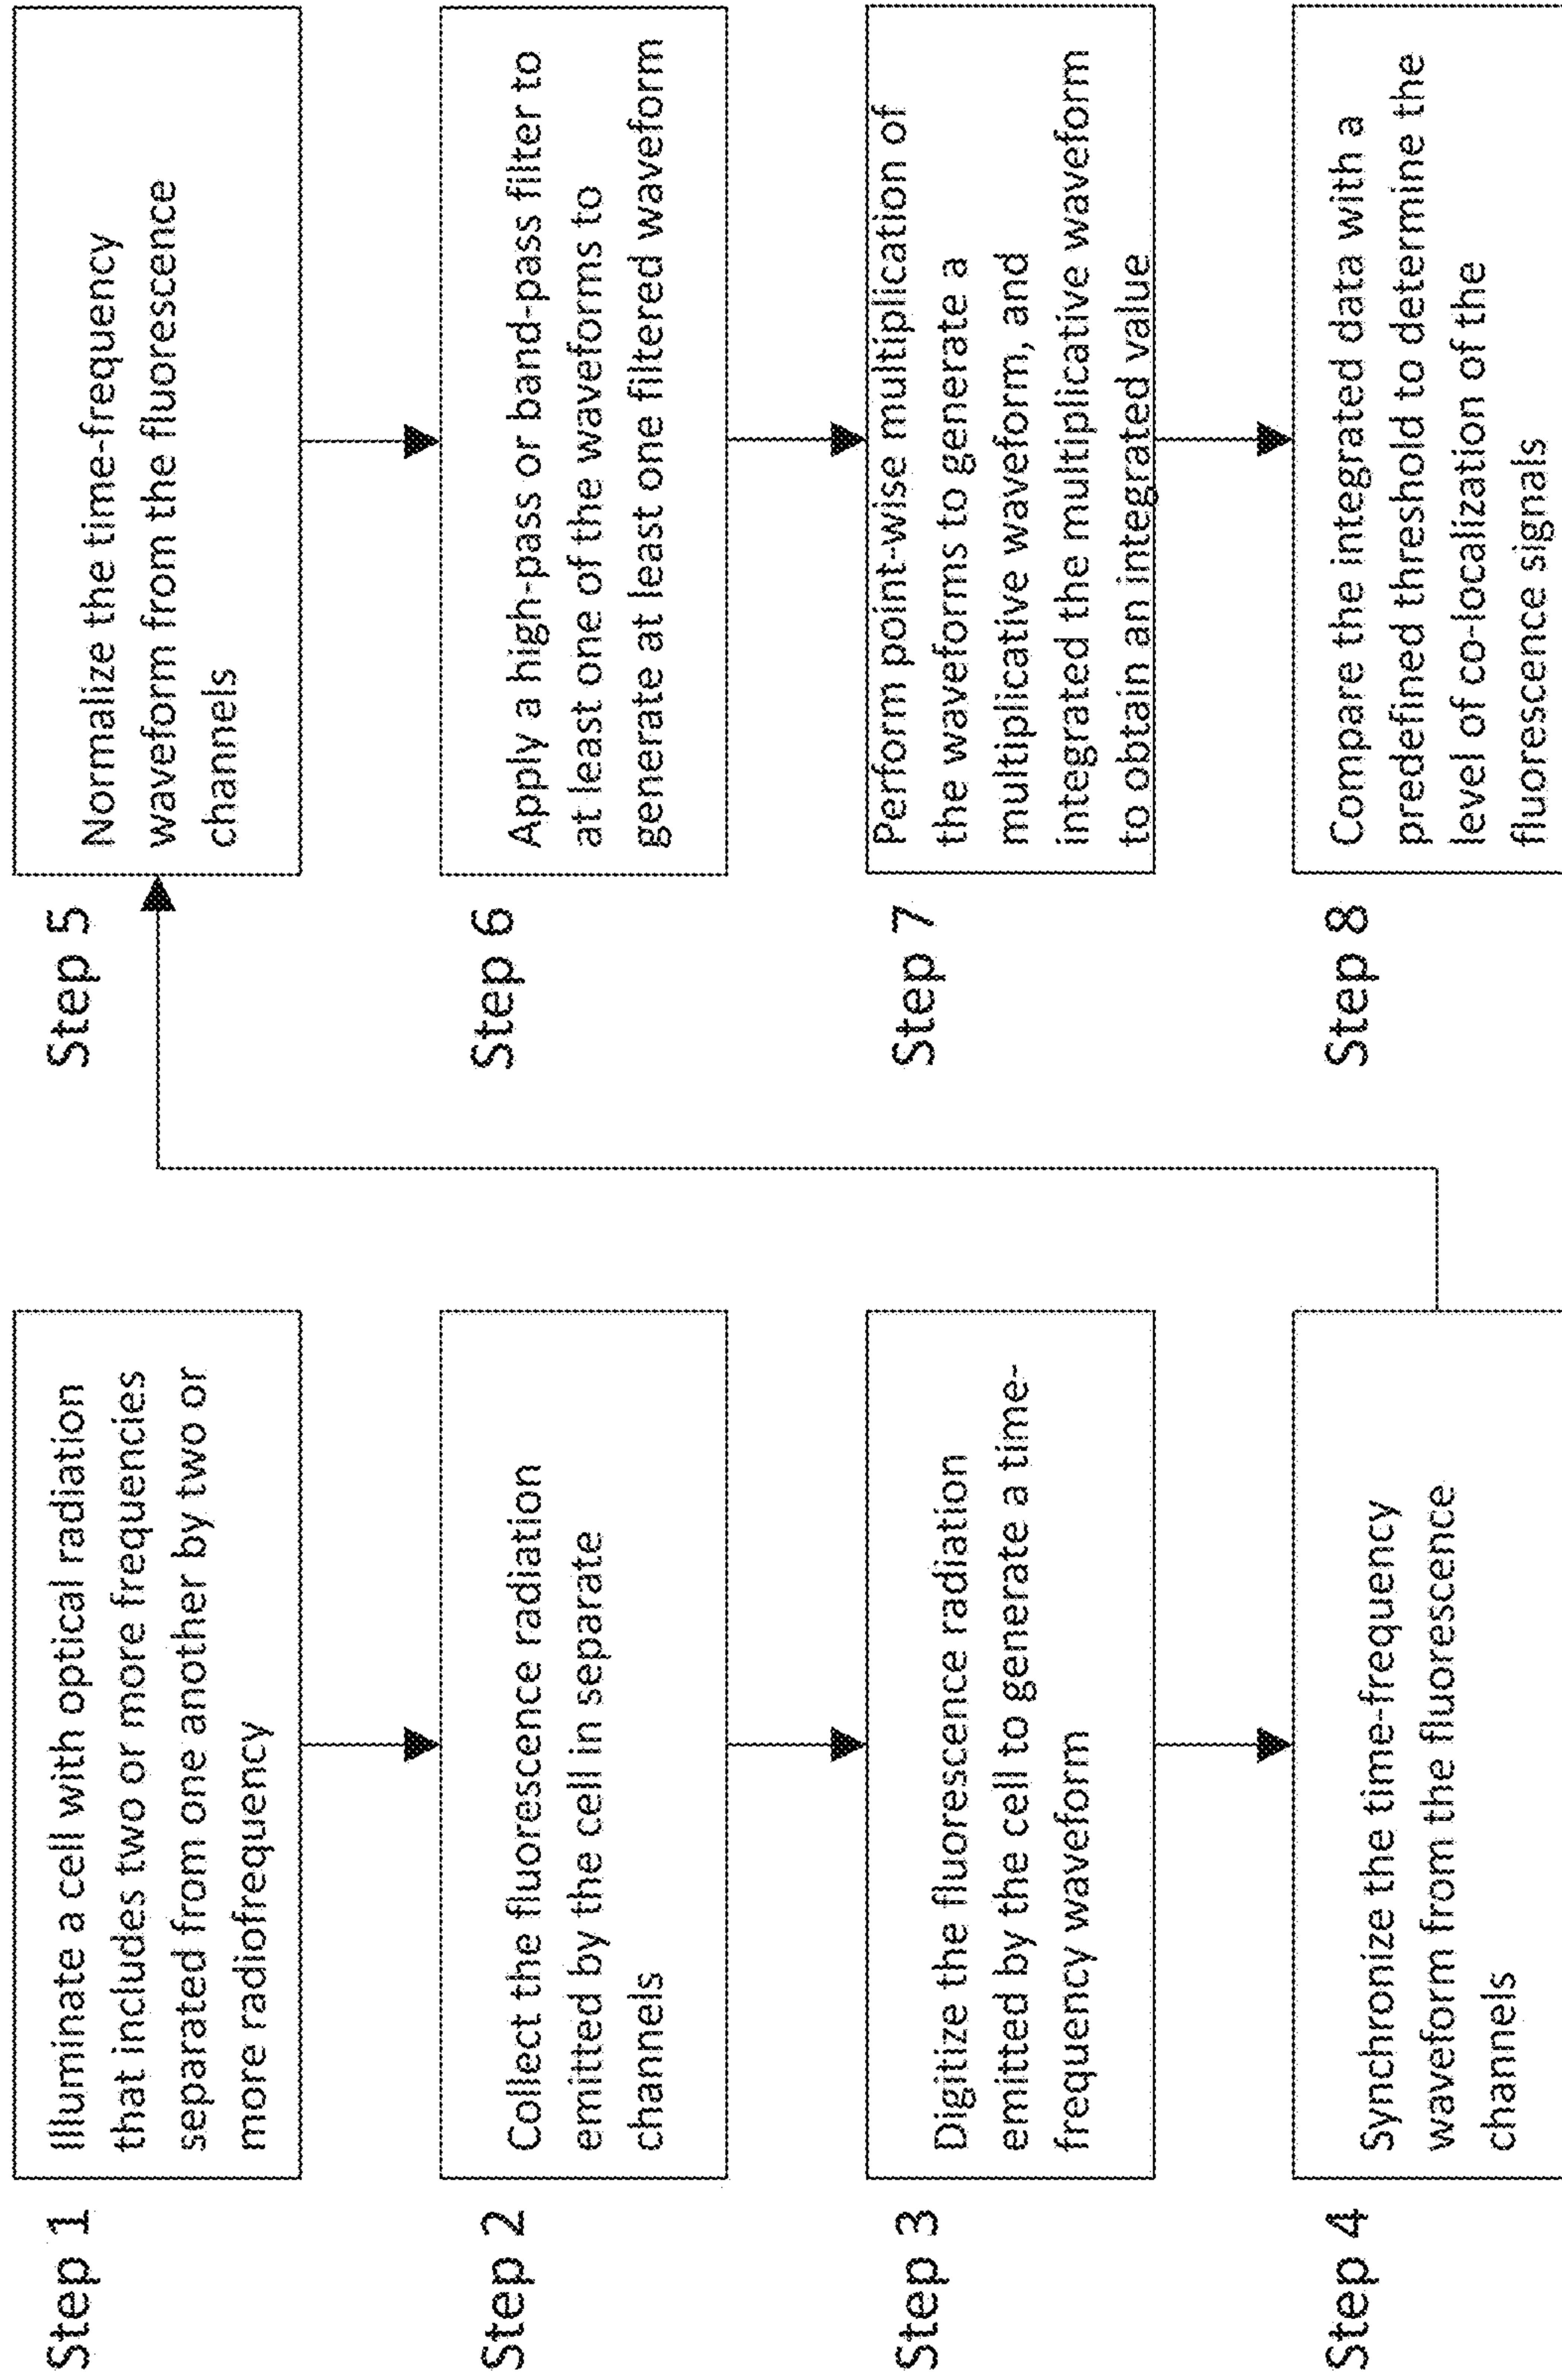 Step 1
Illuminate a cell with optical radiation
that includes two or more frequencies
separated from one another by two or
more radiofrequency
Step 2
Collect the fluorescence radiation
emitted by the cell in separate
channels
Step 3
Digitize the fluorescence radiation
emitted by the cell to generate a time-
frequency waveform
Step 4
Synchronize the time-frequency
waveform from the fluorescence
channels
Step 5
Normalize the time-frequency
waveform from the fluorescence
channels
Step 6
Apply a high-pass or band-pass filter to
at least one of the waveforms to
generate at least one filtered waveform
Step 7
Perform point-wise multiplication of
the waveforms to generate a
multiplicative waveform, and
integrated the multiplicative waveform
to obtain an integrated value
Step 8
Compare the integrated data with a
predefined threshold to determine the
level of co-localization of the
fluorescence signals